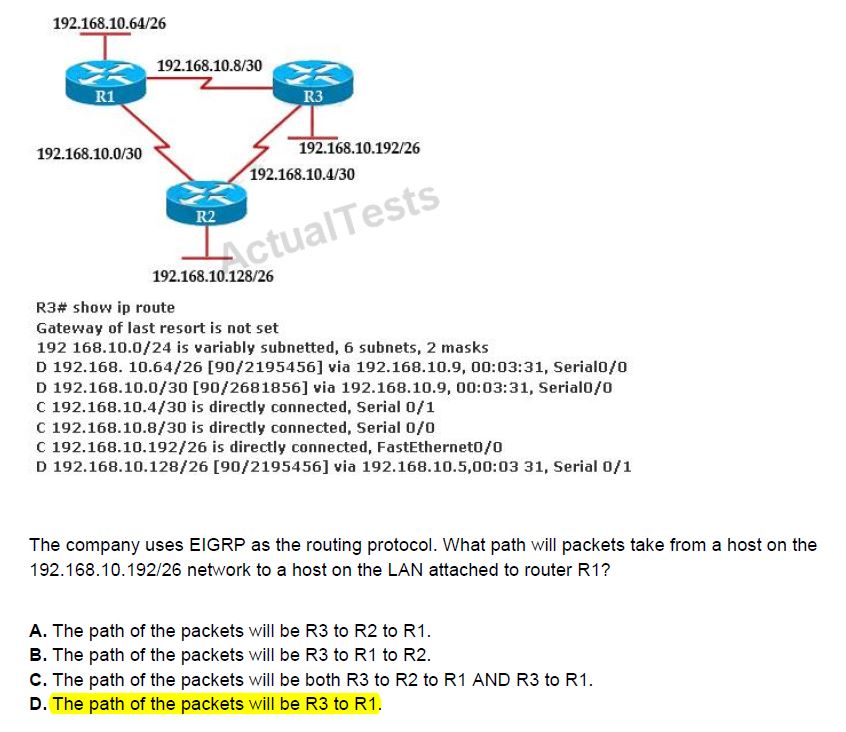 192.168.10.64/26
192.168.10.8/30
R1
R3
192.168.10.0/30
192.168.10.192/26
192.168.10.4/30
R2
ActualTests
192.168.10.128/26
R3# show ip route
Gateway of last resort is not set
192 168.10.0/24 is variably subnetted, 6 subnets, 2 masks
D 192.168. 10.64/26 [90/2195456] via 192.168.10.9, 00:03:31, Serial0/0
D 192.168.10.0/30 [90/2681856] via 192.168.10.9, 00:03:31, Serial0/0
C 192.168.10.4/30 is directly connected, Serial 0/1
C 192.168.10.8/30 is directly connected, Serial 0/0
C 192.168.10.192/26 is directly connected, FastEthernet0/0
D 192.168.10.128/26 [90/2195456] via 192.168.10.5,00:03 31, Serial 0/1
The company uses EIGRP as the routing protocol. What path will packets take from a host on the
192.168.10.192/26 network to a host on the LAN attached to router R1?
A. The path of the packets will be R3 to R2 to R1.
B. The path of the packets will be R3 to R1 to R2.
C. The path of the packets will be both R3 to R2 to R1 AND R3 to R1.
D. The path of the packets will be R3 to R1.